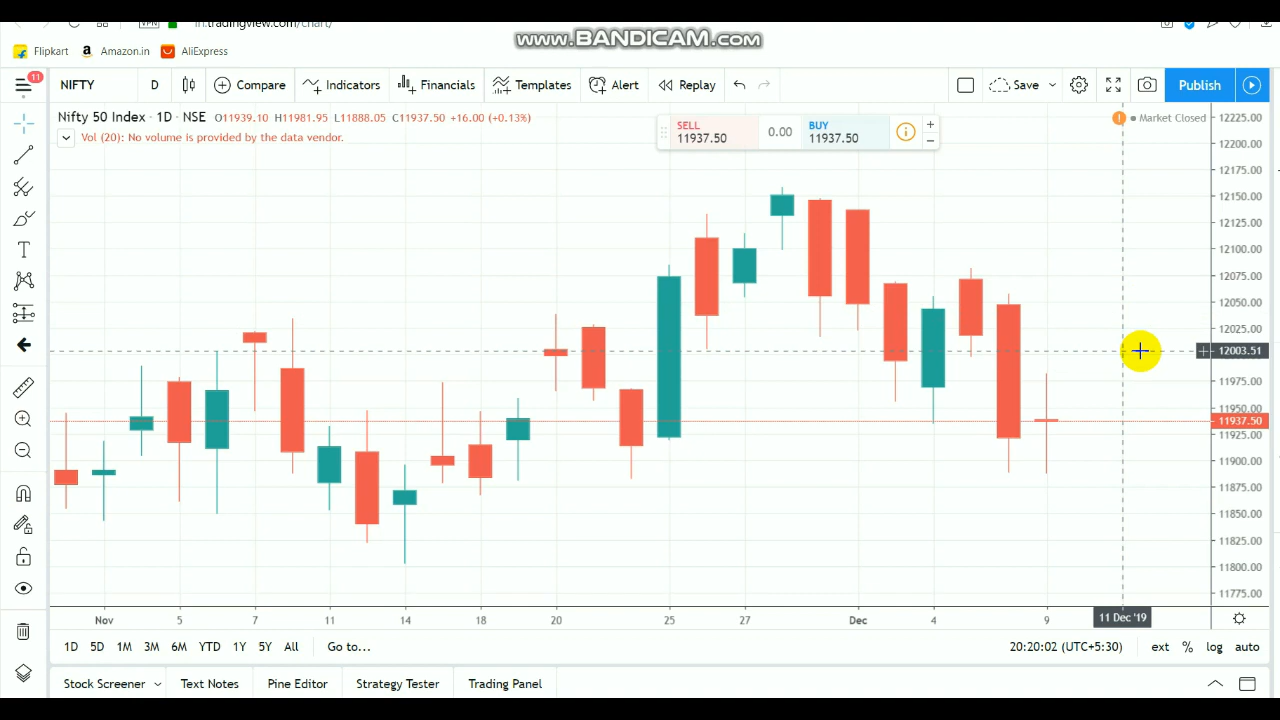 in.tradingview.com/chart/
www.BANDICAM.com
Flipkart Amazon.in AliExpress
11
NIFTY D Compare Indicators Financials Templates Alert Replay Save Publish
Nifty 50 Index · 1D · NSE O11939.10 H11981.95 L11888.05 C11937.50 +16.00 (+0.13%)
Vol (20): No volume is provided by the data vendor.
SELL
11937.50
0.00
BUY
11937.50
Market Closed
12225.00
12200.00
12175.00
12150.00
12125.00
12100.00
12075.00
12050.00
12025.00
12003.51
11975.00
11950.00
11937.50
11925.00
11900.00
11875.00
11850.00
11825.00
11800.00
11775.00
Nov 5 7 11 14 18 20 25 27 Dec 4 9 11 Dec '19
1D 5D 1M 3M 6M YTD 1Y 5Y All Go to... 20:20:02 (UTC+5:30) ext % log auto
Stock Screener Text Notes Pine Editor Strategy Tester Trading Panel